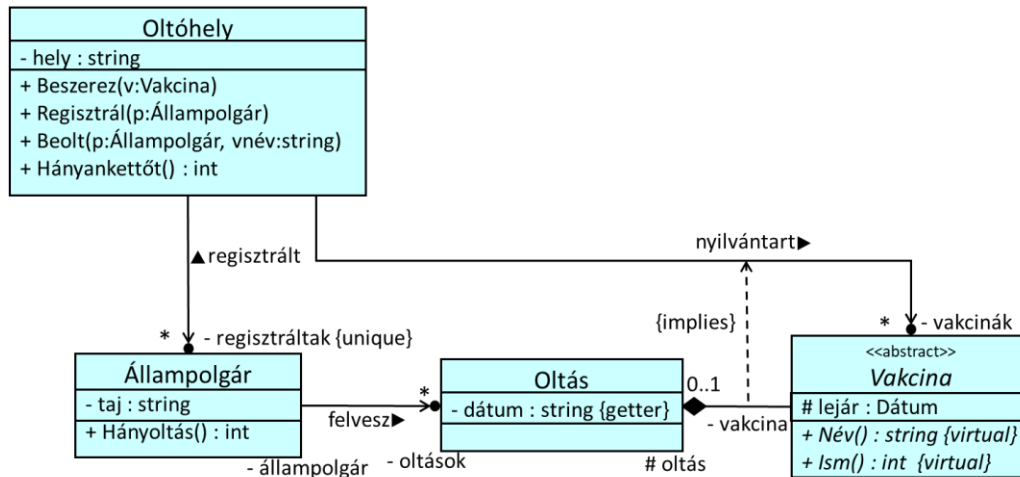 Oltóhely
- hely : string
+ Beszerez(v:Vakcina)
+ Regisztrál(p:Állampolgár)
+ Beolt(p:Állampolgár, vnév:string)
+ Hányankettőt() : int
▲regisztrált
nyilvántart▶
* - regisztráltak {unique}
{implies}
* - vakcinák
Állampolgár
- taj : string
+ Hányoltás() : int
- állampolgár
felvesz▶
*
- oltások
Oltás
- dátum : string {getter}
# oltás
0..1
- vakcina
<<abstract>>
Vakcina
# lejár : Dátum
+ Név() : string {virtual}
+ Ism() : int {virtual}